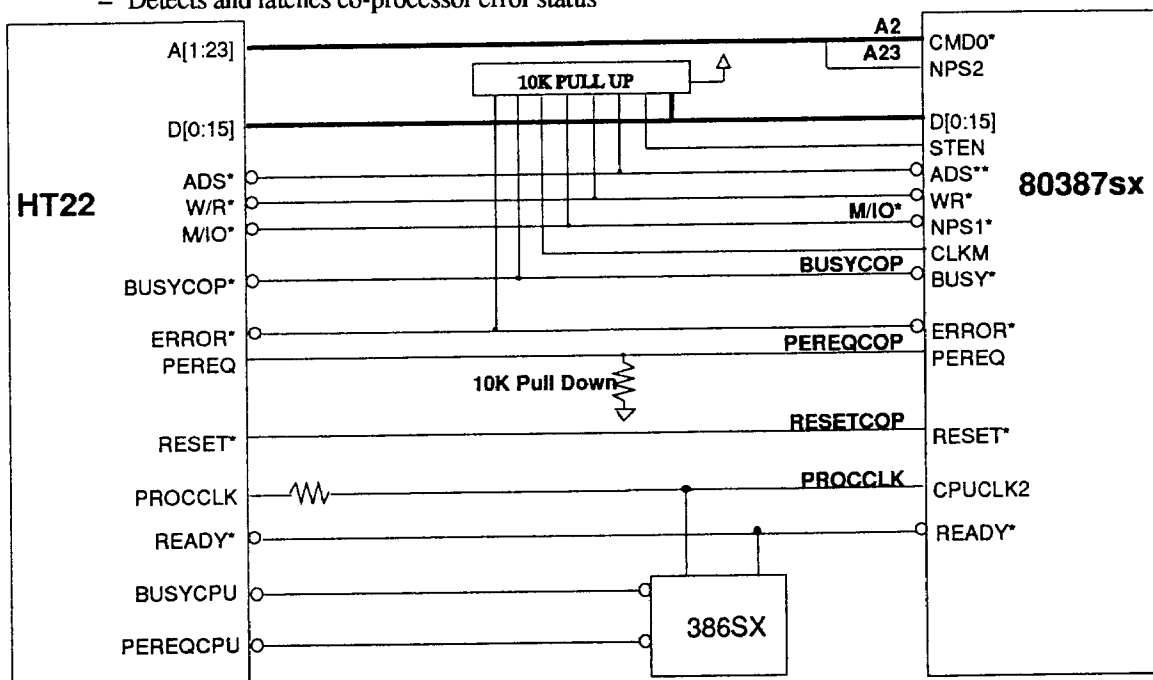 – Detects and latches co-processor error status
A[1:23]
A2
CMD0*
A23
NPS2
10K PULL UP
D[0:15]
D[0:15]
STEN
ADS*
ADS**
HT22
80387sx
W/R*
WR*
M/IO*
M/IO*
NPS1*
CLKM
BUSYCOP
BUSYCOP*
BUSY*
ERROR*
ERROR*
PEREQCOP
PEREQ
PEREQ
10K Pull Down
RESETCOP
RESET*
RESET*
PROCCLK
PROCCLK
CPUCLK2
READY*
READY*
BUSYCPU
386SX
PEREQCPU